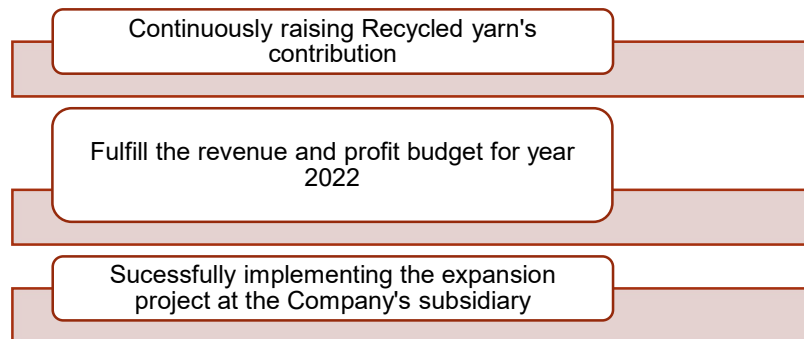 Continuously raising Recycled yarn's
contribution
Fulfill the revenue and profit budget for year
2022
Sucessfully implementing the expansion
project at the Company's subsidiary